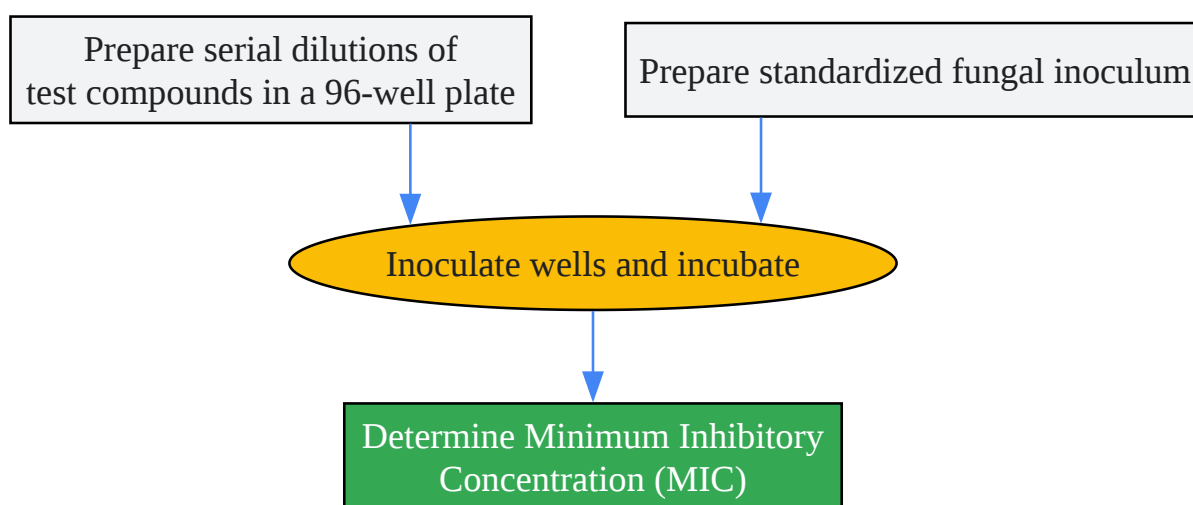 Prepare serial dilutions of
test compounds in a 96-well plate
Prepare standardized fungal inoculum
Inoculate wells and incubate
Determine Minimum Inhibitory
Concentration (MIC)